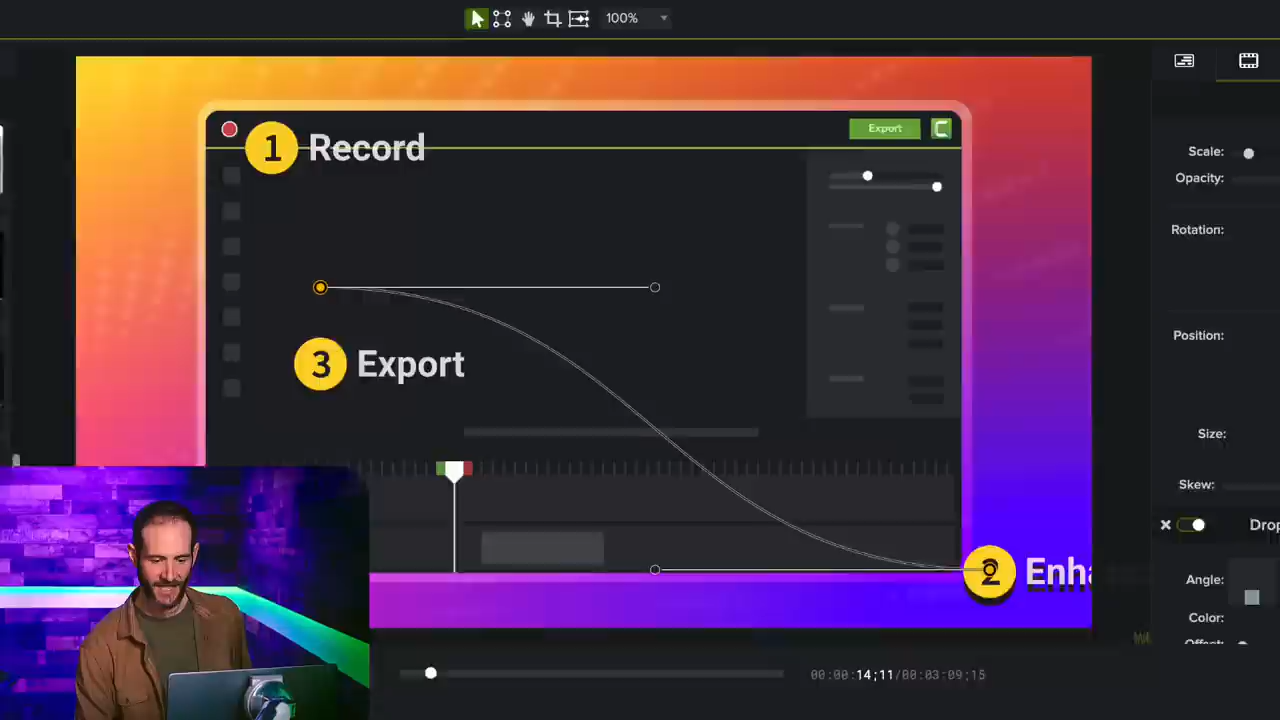 100%
Export
1 Record
Scale:
Opacity:
Rotation:
Position:
3 Export
Size:
Skew:
Drop
2 Enha
Angle:
Color:
00:00:14;11/00:03:09;15